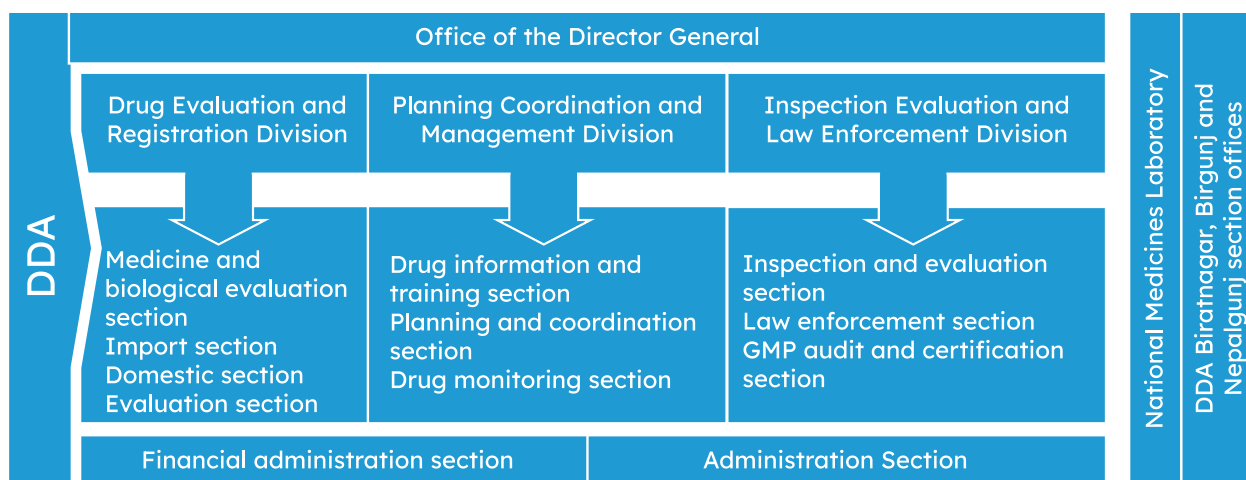 DDA
Office of the Director General
Drug Evaluation and
Registration Division
Planning Coordination and
Management Division
Inspection Evaluation and
Law Enforcement Division
Medicine and
biological evaluation
section
Import section
Domestic section
Evaluation section
Drug information and
training section
Planning and coordination
section
Drug monitoring section
Inspection and evaluation
section
Law enforcement section
GMP audit and certification
section
Financial administration section
Administration Section
National Medicines Laboratory
DDA Biratnagar, Birgunj and
Nepalgunj section offices